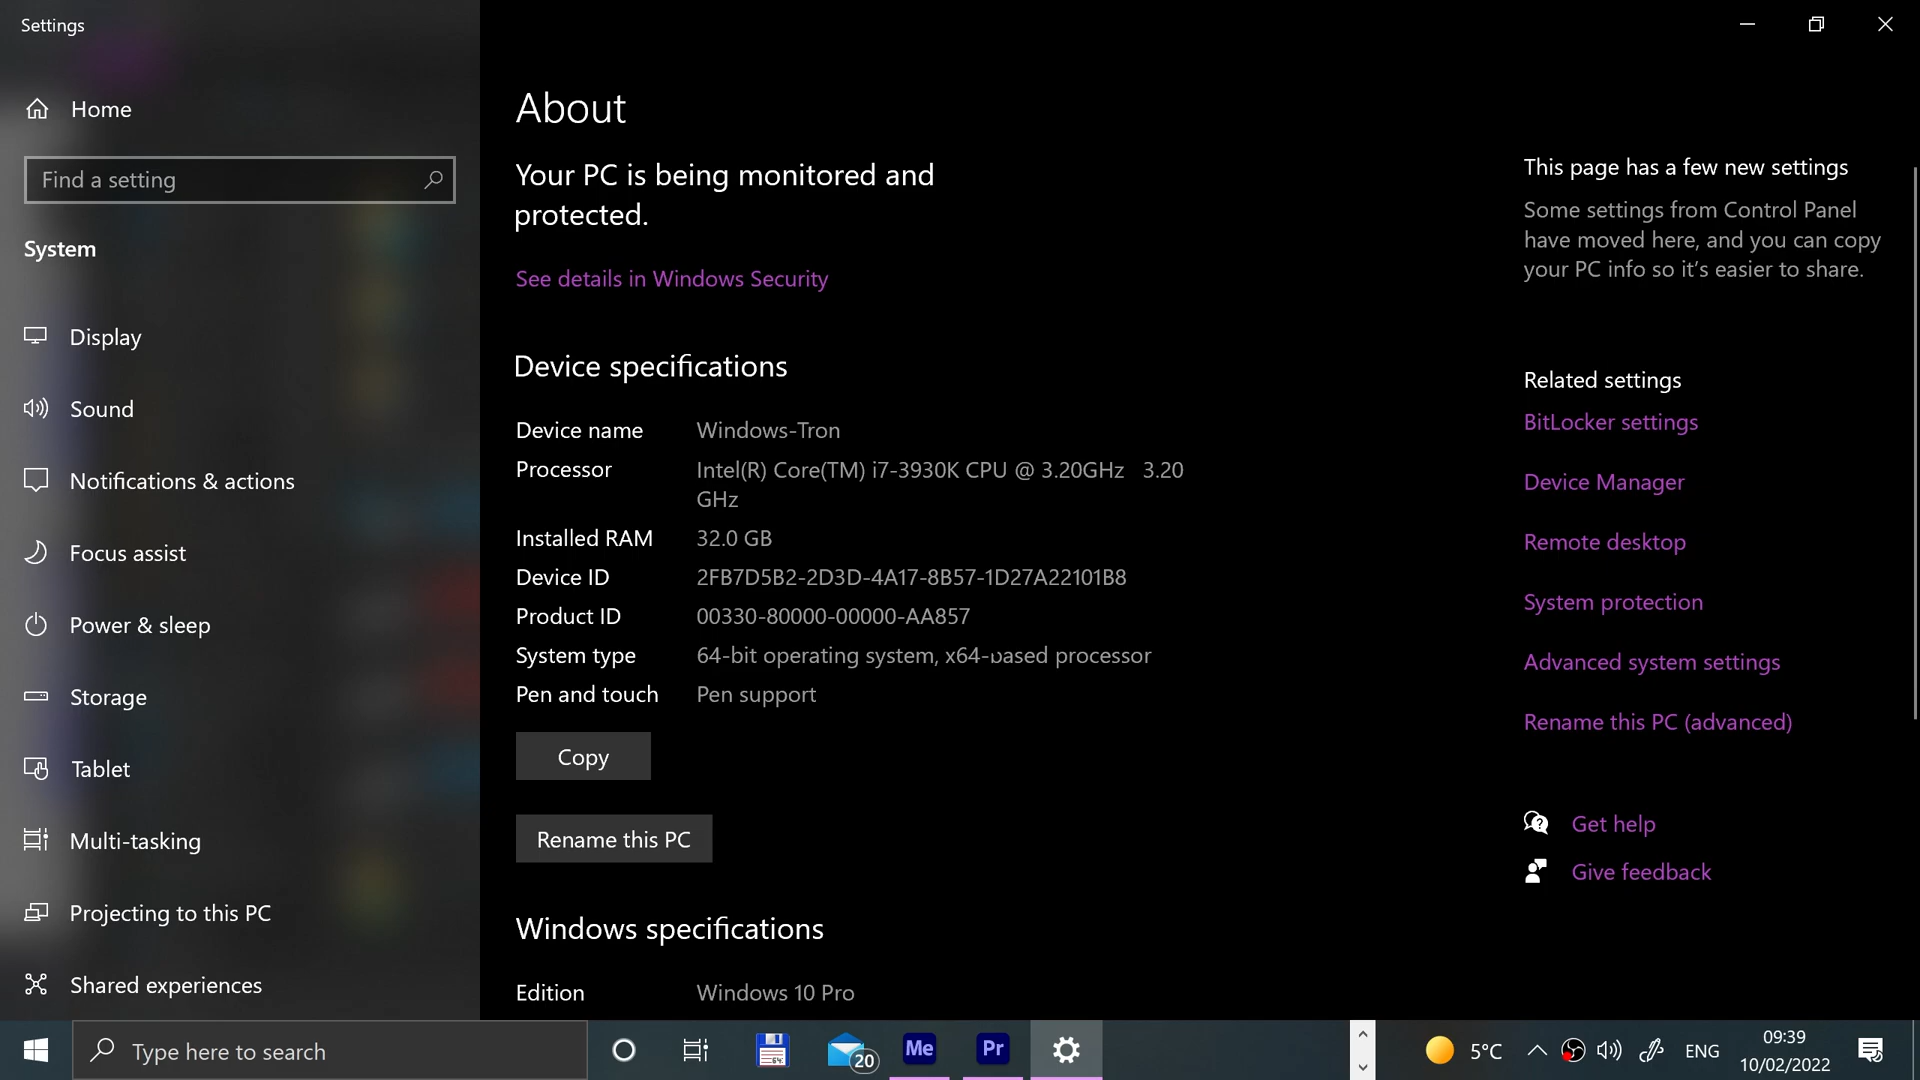 Settings
Home
Find a setting
System
Display
Sound
Notifications & actions
Focus assist
Power & sleep
Storage
Tablet
Multi-tasking
Projecting to this PC
Shared experiences
About
Your PC is being monitored and
protected.
See details in Windows Security
Device specifications
Device name Windows-Tron
Processor Intel(R) Core(TM) i7-3930K CPU @ 3.20GHz 3.20
GHz
Installed RAM 32.0 GB
Device ID 2FB7D5B2-2D3D-4A17-8B57-1D27A22101B8
Product ID 00330-80000-00000-AA857
System type 64-bit operating system, x64-based processor
Pen and touch Pen support
Copy
Rename this PC
Windows specifications
Edition Windows 10 Pro
This page has a few new settings
Some settings from Control Panel
have moved here, and you can copy
your PC info so it's easier to share.
Related settings
BitLocker settings
Device Manager
Remote desktop
System protection
Advanced system settings
Rename this PC (advanced)
Get help
Give feedback
Type here to search
64
20
Me
Pr
5°C
ENG
09:39
10/02/2022